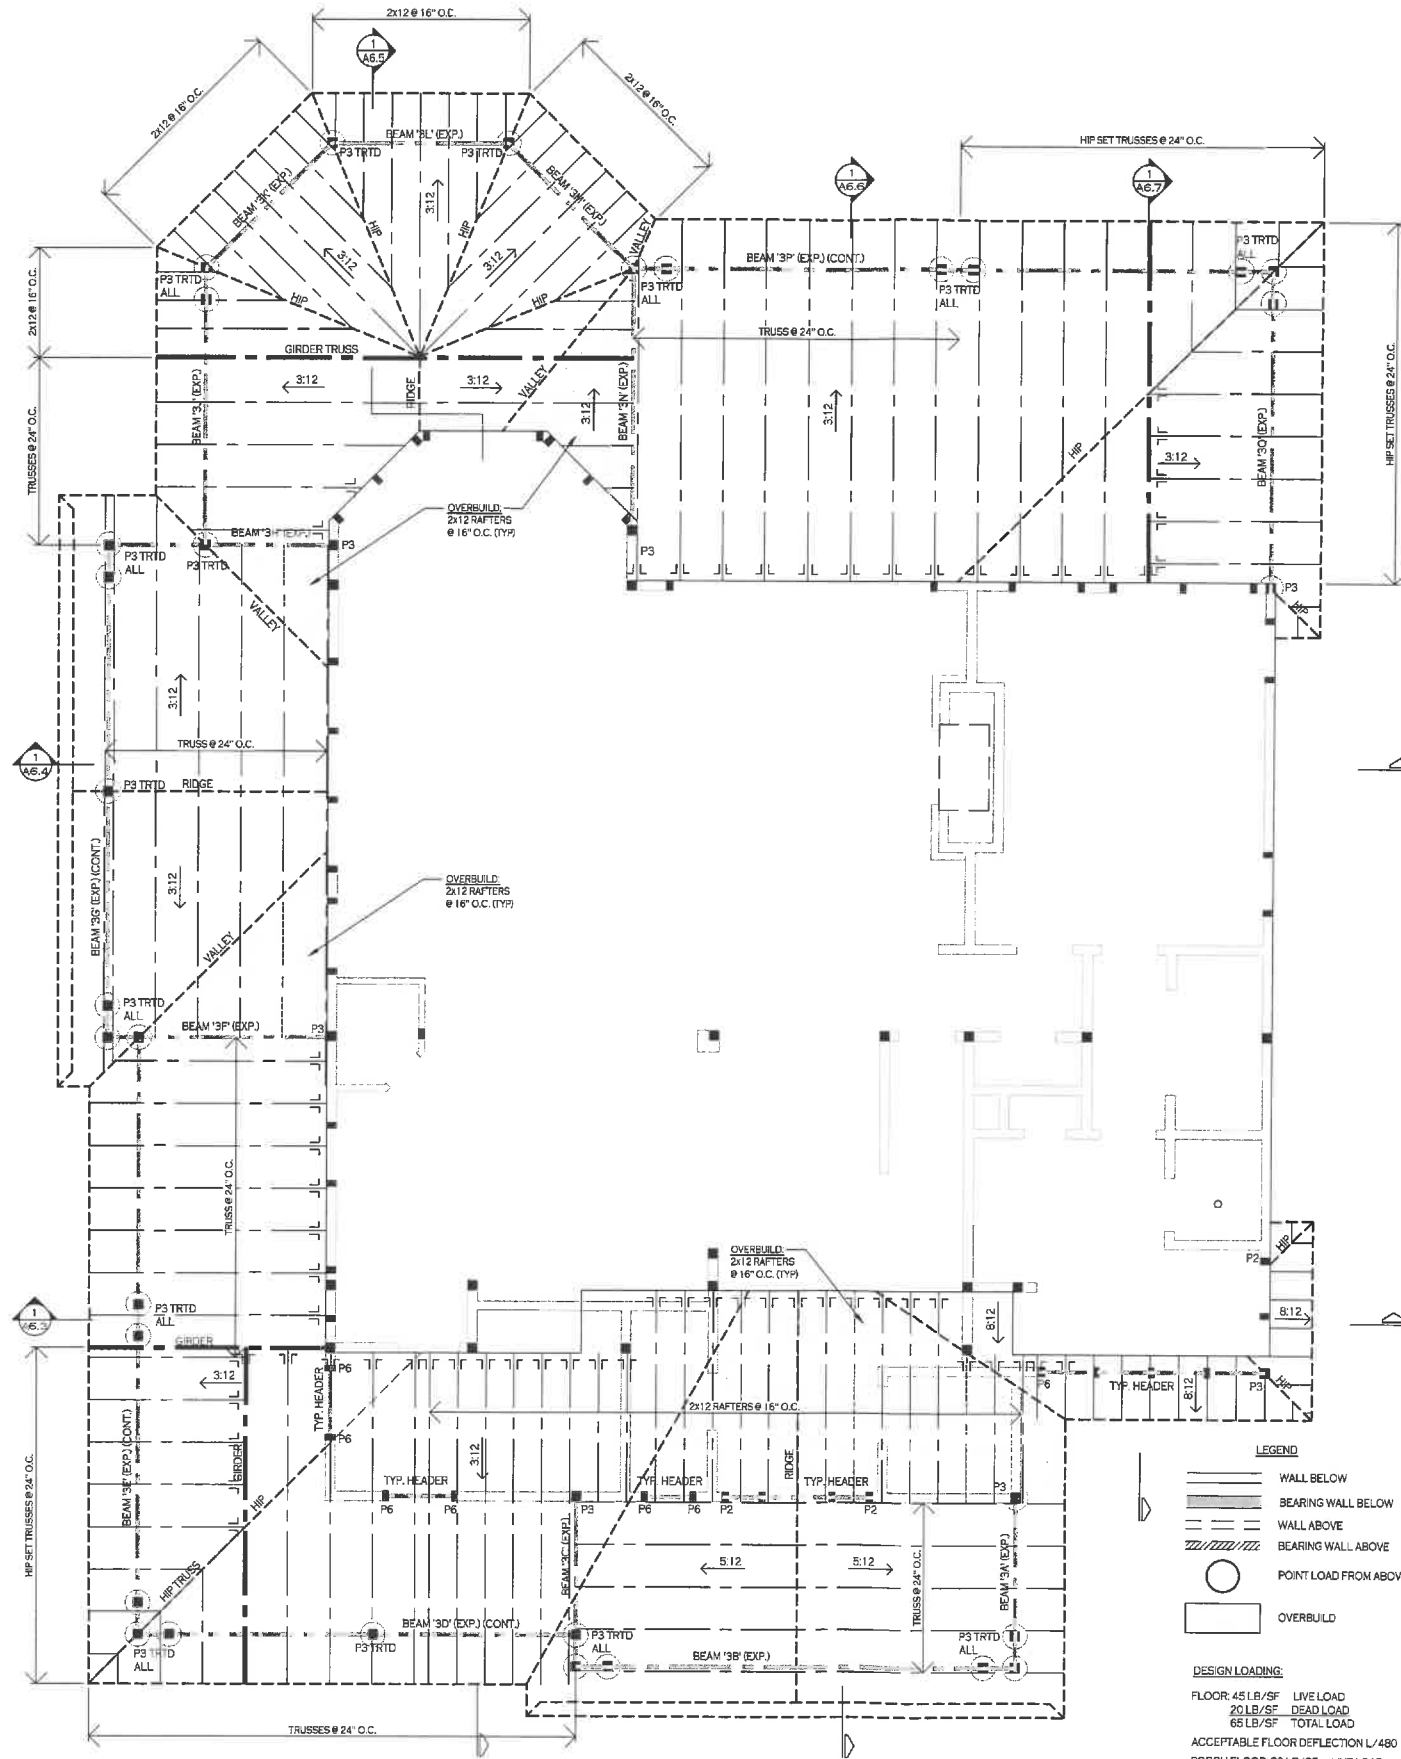 2x12 @ 16" O.C.
1
A6.5
2x12 @ 16" O.C.
2x12 @ 16" O.C.
BEAM '3L' (EXP.)
P3 TRTD
P3 TRTD
HIP SET TRUSSES @ 24" O.C.
1
A6.6
1
A6.7
BEAM '3K' (EXP.)
BEAM '3M' (EXP.)
3:12
HIP
HIP
VALLEY
3:12
3:12
P3 TRTD
ALL
BEAM '3P' (EXP.) (CONT.)
P3 TRTD
ALL
P3 TRTD
ALL
P3 TRTD
ALL
2x12 @ 16" O.C.
HIP
HIP
TRUSS @ 24" O.C.
GIRDER TRUSS
3:12
3:12
RIDGE
VALLEY
3:12
BEAM '3N' (EXP.)
3:12
BEAM '3J' (EXP.)
TRUSSES @ 24" O.C.
HIP
3:12
BEAM '3Q' (EXP.)
HIP SET TRUSSES @ 24" O.C.
OVERBUILD:
2x12 RAFTERS
@ 16" O.C. (TYP)
BEAM '3H' (EXP.)
P3
P3 TRTD
ALL
P3 TRTD
P3
P3
HIP
VALLEY
3:12
TRUSS @ 24" O.C.
1
A6.4
P3 TRTD
RIDGE
3:12
BEAM '3G' (EXP.) (CONT.)
OVERBUILD:
2x12 RAFTERS
@ 16" O.C. (TYP)
VALLEY
P3 TRTD
ALL
BEAM '3F' (EXP.)
P3
TRUSS @ 24" O.C.
OVERBUILD:
2x12 RAFTERS
@ 16" O.C. (TYP)
P2
HIP
1
A6.3
P3 TRTD
ALL
GIRDER
8:12
8:12
3:12
P6
TYP. HEADER
P6
2x12 RAFTERS @ 16" O.C.
TYP. HEADER
P3
HIP
8:12
BEAM '3E' (EXP.) (CONT.)
GIRDER
HIP
3:12
TYP. HEADER
P6
P6
P3
TYP. HEADER
P6
P6
P2
RIDGE
TYP. HEADER
P2
P3
HIP SET TRUSSES @ 24" O.C.
HIP TRUSS
BEAM '3C' (EXP.)
5:12
5:12
TRUSS @ 24" O.C.
BEAM '3A' (EXP.)
BEAM '3D' (EXP.) (CONT.)
P3 TRTD
ALL
P3 TRTD
P3 TRTD
ALL
BEAM '3B' (EXP.)
P3 TRTD
ALL
TRUSSES @ 24" O.C.
LEGEND
WALL BELOW
BEARING WALL BELOW
WALL ABOVE
BEARING WALL ABOVE
POINT LOAD FROM ABOV
OVERBUILD
DESIGN LOADING:
FLOOR: 45 LB/SF LIVE LOAD
20 LB/SF DEAD LOAD
65 LB/SF TOTAL LOAD
ACCEPTABLE FLOOR DEFLECTION L/480